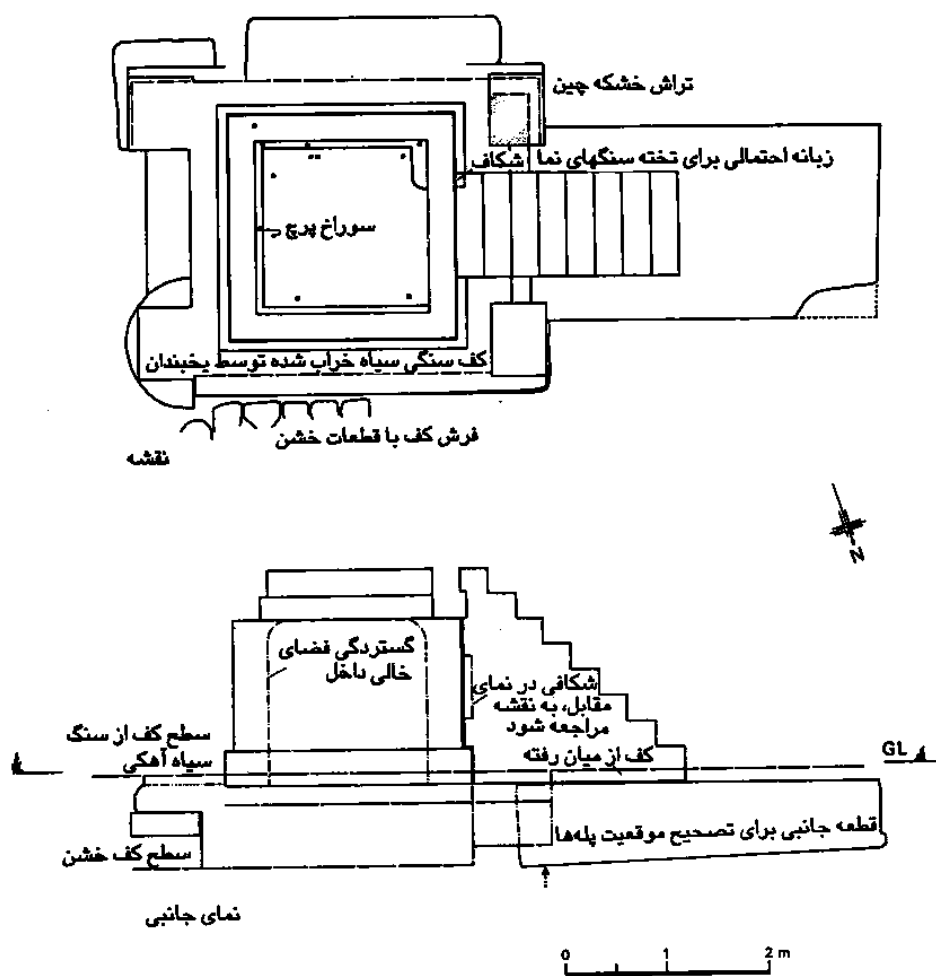 تراش خشکه چین
زبانه احتمالی برای تخته سنگهای نما
شکاف
سوراخ پرچ
کف سنگی سیاه خراب شده توسط یخبندان
فرش کف با قطعات خشن
نقشه
N
گستردگی فضای
خالی داخل
شکافی در نمای
مقابل، به نقشه
مراجعه شود
سطح کف از سنگ
سیاه آهکی
کف از میان رفته
GL
قطعه جانبی برای تصحیح موقعیت پله‌ها
سطح کف خشن
نمای جانبی
0 1 2 m